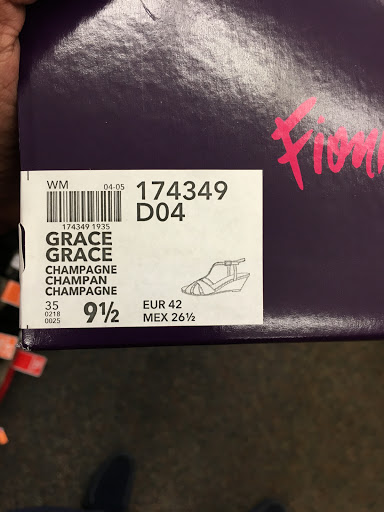 Fion
WM
04-05
174349
D04
174349 1935
GRACE
GRACE
CHAMPAGNE
CHAMPAN
CHAMPAGNE
35
0218
0025
9½
EUR 42
MEX 26½